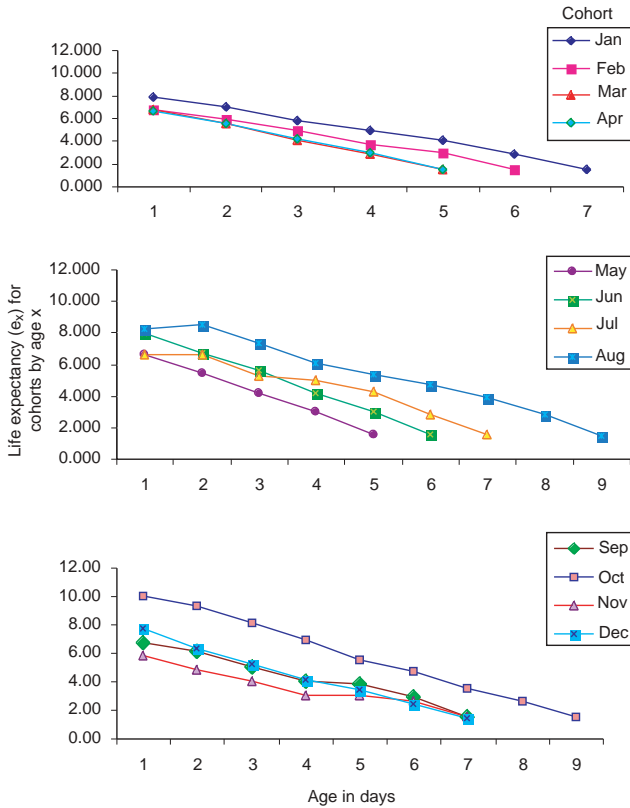 Cohort
Jan
Feb
Mar
Apr
12.000
10.000
8.000
6.000
4.000
2.000
0.000
1 2 3 4 5 6 7
Life expectancy (ex) for
cohorts by age x
May
Jun
Jul
Aug
12.000
10.000
8.000
6.000
4.000
2.000
0.000
1 2 3 4 5 6 7 8 9
Sep
Oct
Nov
Dec
12.00
10.00
8.00
6.00
4.00
2.00
0.00
1 2 3 4 5 6 7 8 9
Age in days